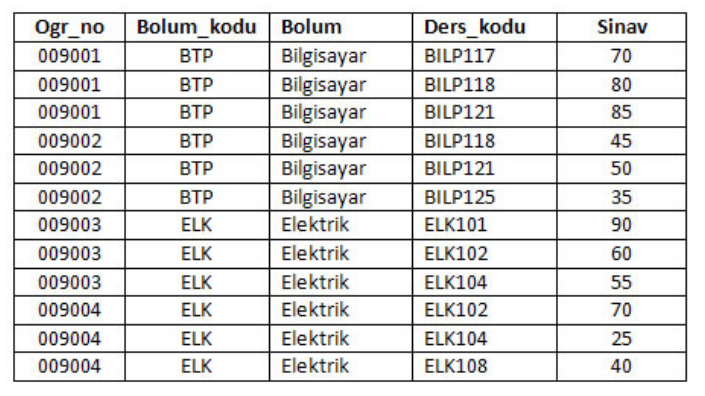 Ogr_no Bolum_kodu Bolum Ders_kodu Sinav
009001 BTP Bilgisayar BILP117 70
009001 BTP Bilgisayar BILP118 80
009001 BTP Bilgisayar BILP121 85
009002 BTP Bilgisayar BILP118 45
009002 BTP Bilgisayar BILP121 50
009002 BTP Bilgisayar BILP125 35
009003 ELK Elektrik ELK101 90
009003 ELK Elektrik ELK102 60
009003 ELK Elektrik ELK104 55
009004 ELK Elektrik ELK102 70
009004 ELK Elektrik ELK104 25
009004 ELK Elektrik ELK108 40